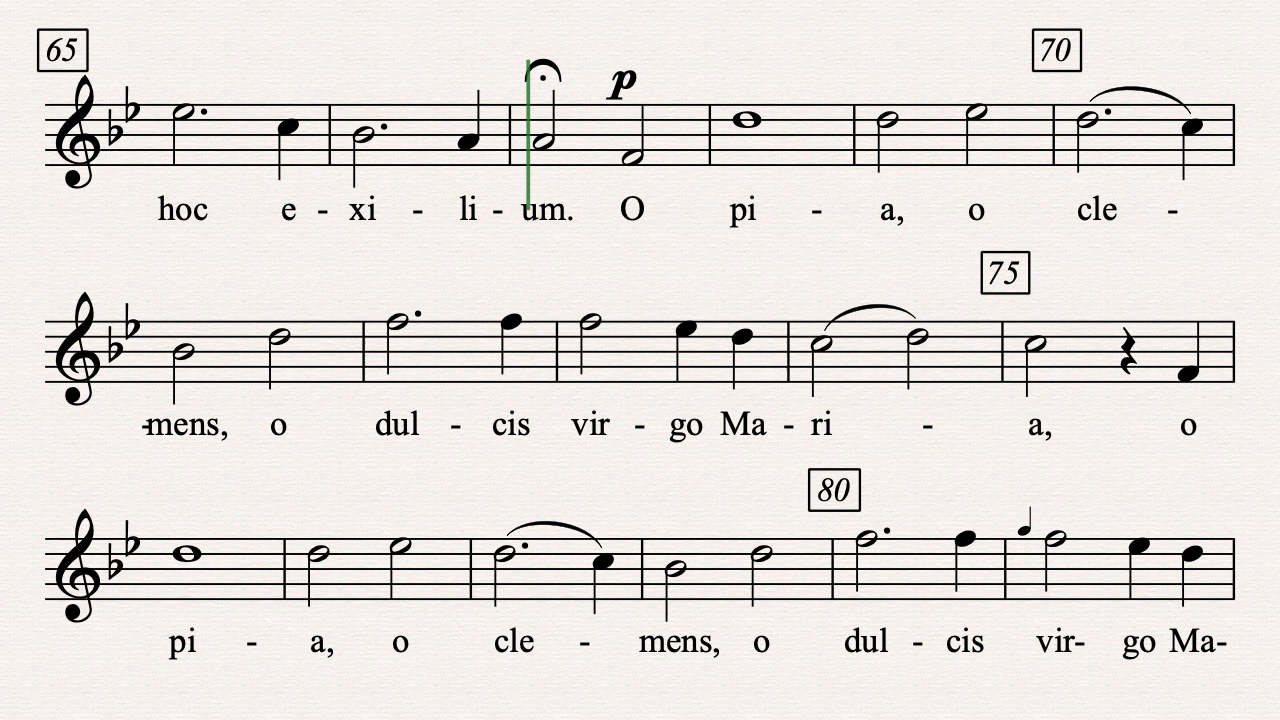 65 70
p
hoc e - xi - li - um. O pi - a, o cle -
75
-mens, o dul - cis vir - go Ma - ri - a, o
80
pi - a, o cle - mens, o dul - cis vir- go Ma-